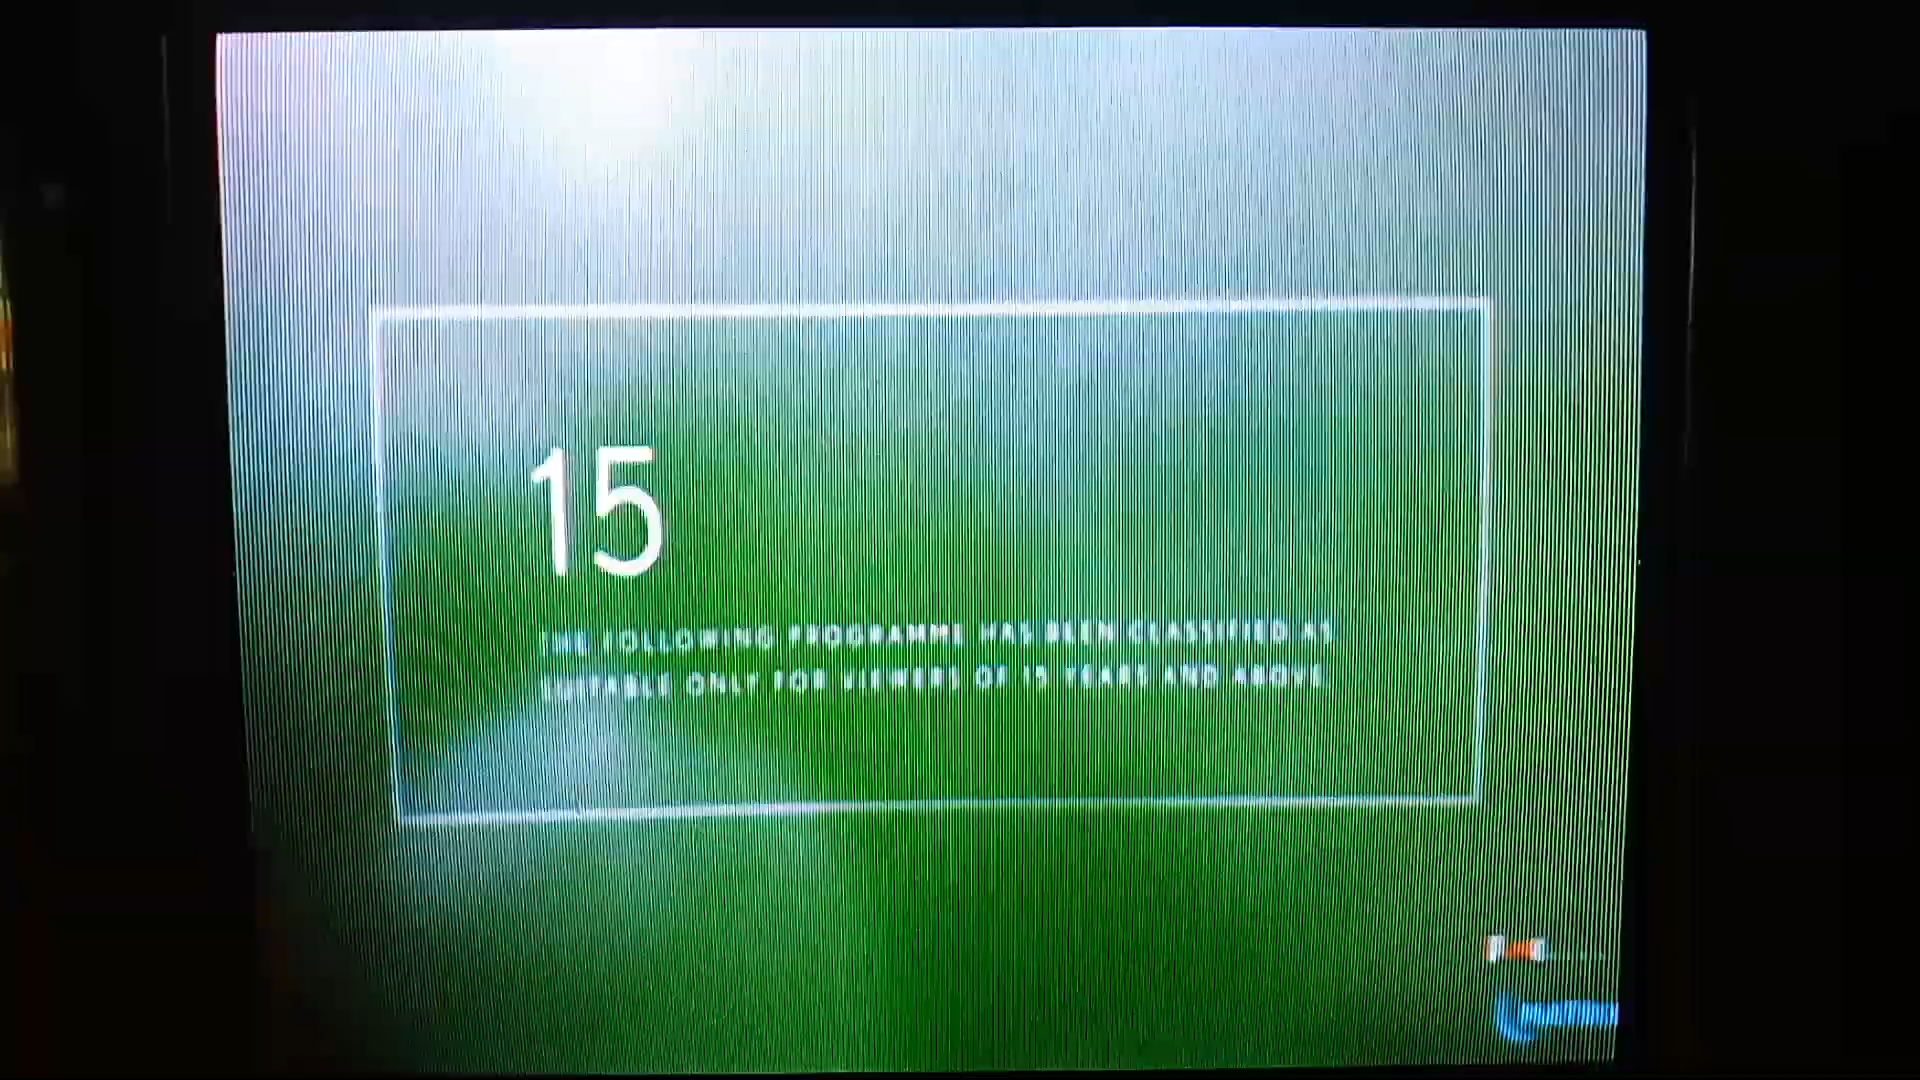 15
THE FOLLOWING PROGRAMME HAS BEEN CLASSIFIED AS
SUITABLE ONLY FOR VIEWERS OF 15 YEARS AND ABOVE